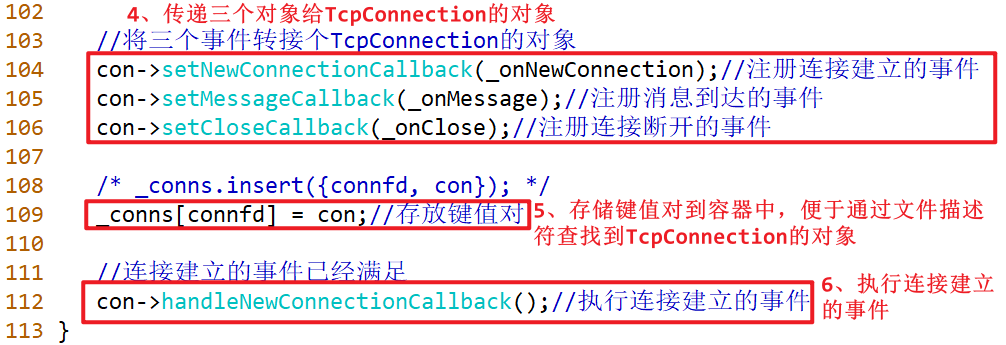 102 4、传递三个对象给TcpConnection的对象
103 //将三个事件转接个TcpConnection的对象
104 con->setNewConnectionCallback(_onNewConnection);//注册连接建立的事件
105 con->setMessageCallback(_onMessage);//注册消息到达的事件
106 con->setCloseCallback(_onClose);//注册连接断开的事件
107
108 /* _conns.insert({connfd, con}); */
109 _conns[connfd] = con;//存放键值对 5、存储键值对到容器中，便于通过文件描述
110 符查找到TcpConnection的对象
111 //连接建立的事件已经满足
112 con->handleNewConnectionCallback();//执行连接建立的事件 6、执行连接建立
的事件
113 }